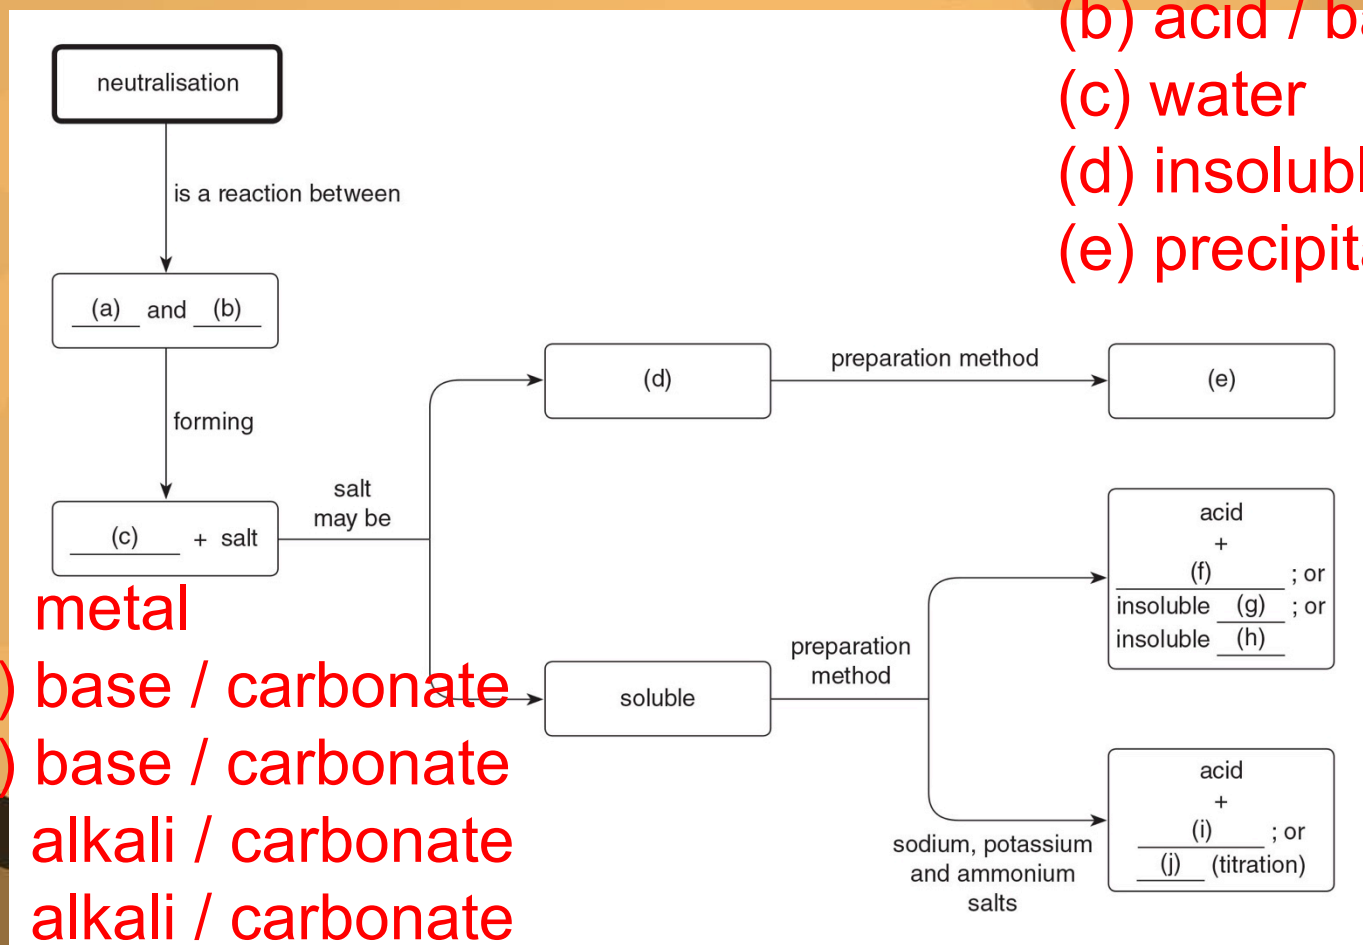 (b) acid /
neutralisation
(c) water
(d)
is a reaction between
(e)
(a) and (b)
(d)
preparation method
(e)
forming
salt
may be
(c) + salt
acid
+
(f) ; or
insoluble (g) ; or
insoluble (h)
metal
) base / carbonate
preparation
method
soluble
) base / carbonate
acid
+
(i) ; or
(j) (titration)
alkali / carbonate
sodium, potassium
and ammonium
salts
alkali / carbonate